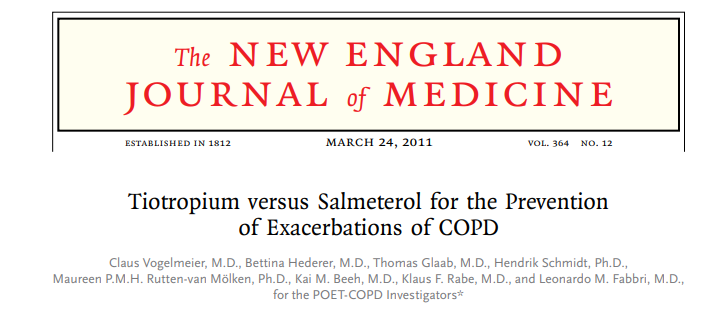 The NEW ENGLAND
JOURNAL of MEDICINE
ESTABLISHED IN 1812 MARCH 24, 2011 VOL. 364 NO. 12
Tiotropium versus Salmeterol for the Prevention
of Exacerbations of COPD
Claus Vogelmeier, M.D., Bettina Hederer, M.D., Thomas Glaab, M.D., Hendrik Schmidt, Ph.D.,
Maureen P.M.H. Rutten-van Mölken, Ph.D., Kai M. Beeh, M.D., Klaus F. Rabe, M.D., and Leonardo M. Fabbri, M.D.,
for the POET-COPD Investigators*